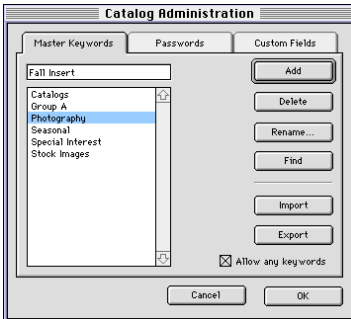 Catalog Administration
Master Keywords
Passwords
Custom Fields
Fall Insert
Add
Catalogs
Group A
Photography
Seasonal
Special Interest
Stock Images
Delete
Rename...
Find
Import
Export
Allow any keywords
Cancel
OK